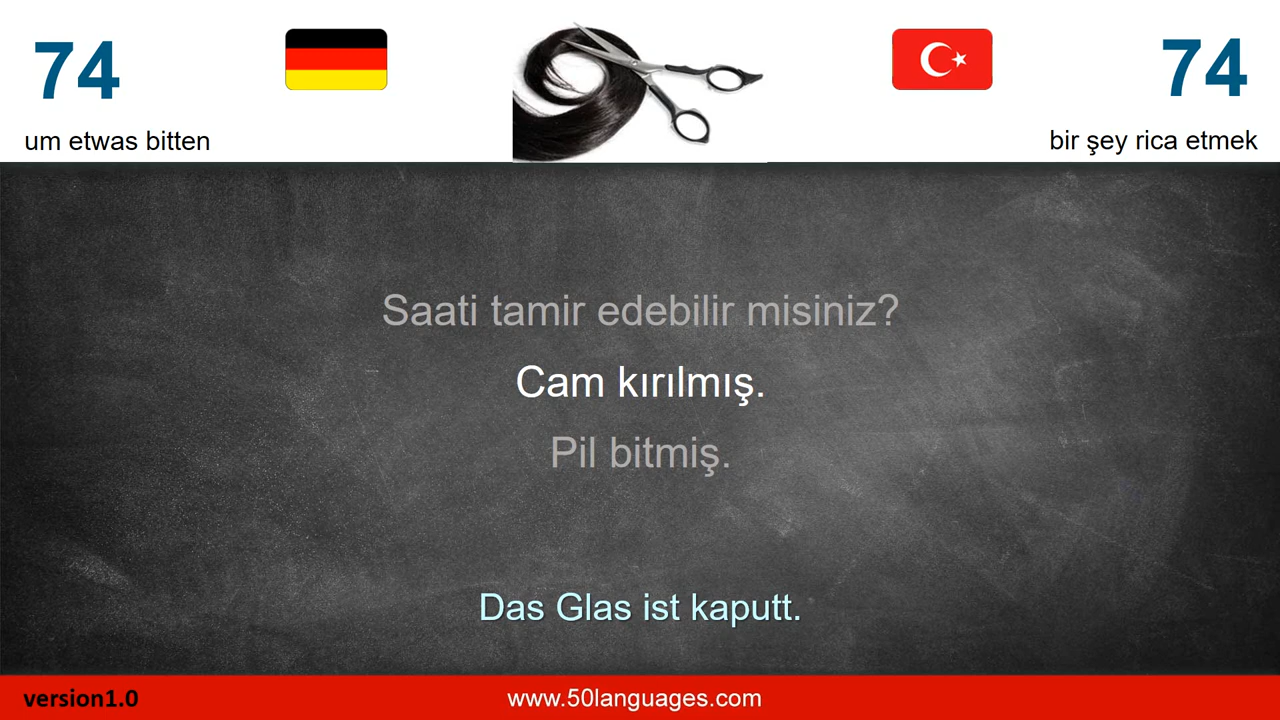 74
um etwas bitten
74
bir şey rica etmek
Saati tamir edebilir misiniz?
Cam kırılmış.
Pil bitmiş.
Das Glas ist kaputt.
version1.0
www.50languages.com